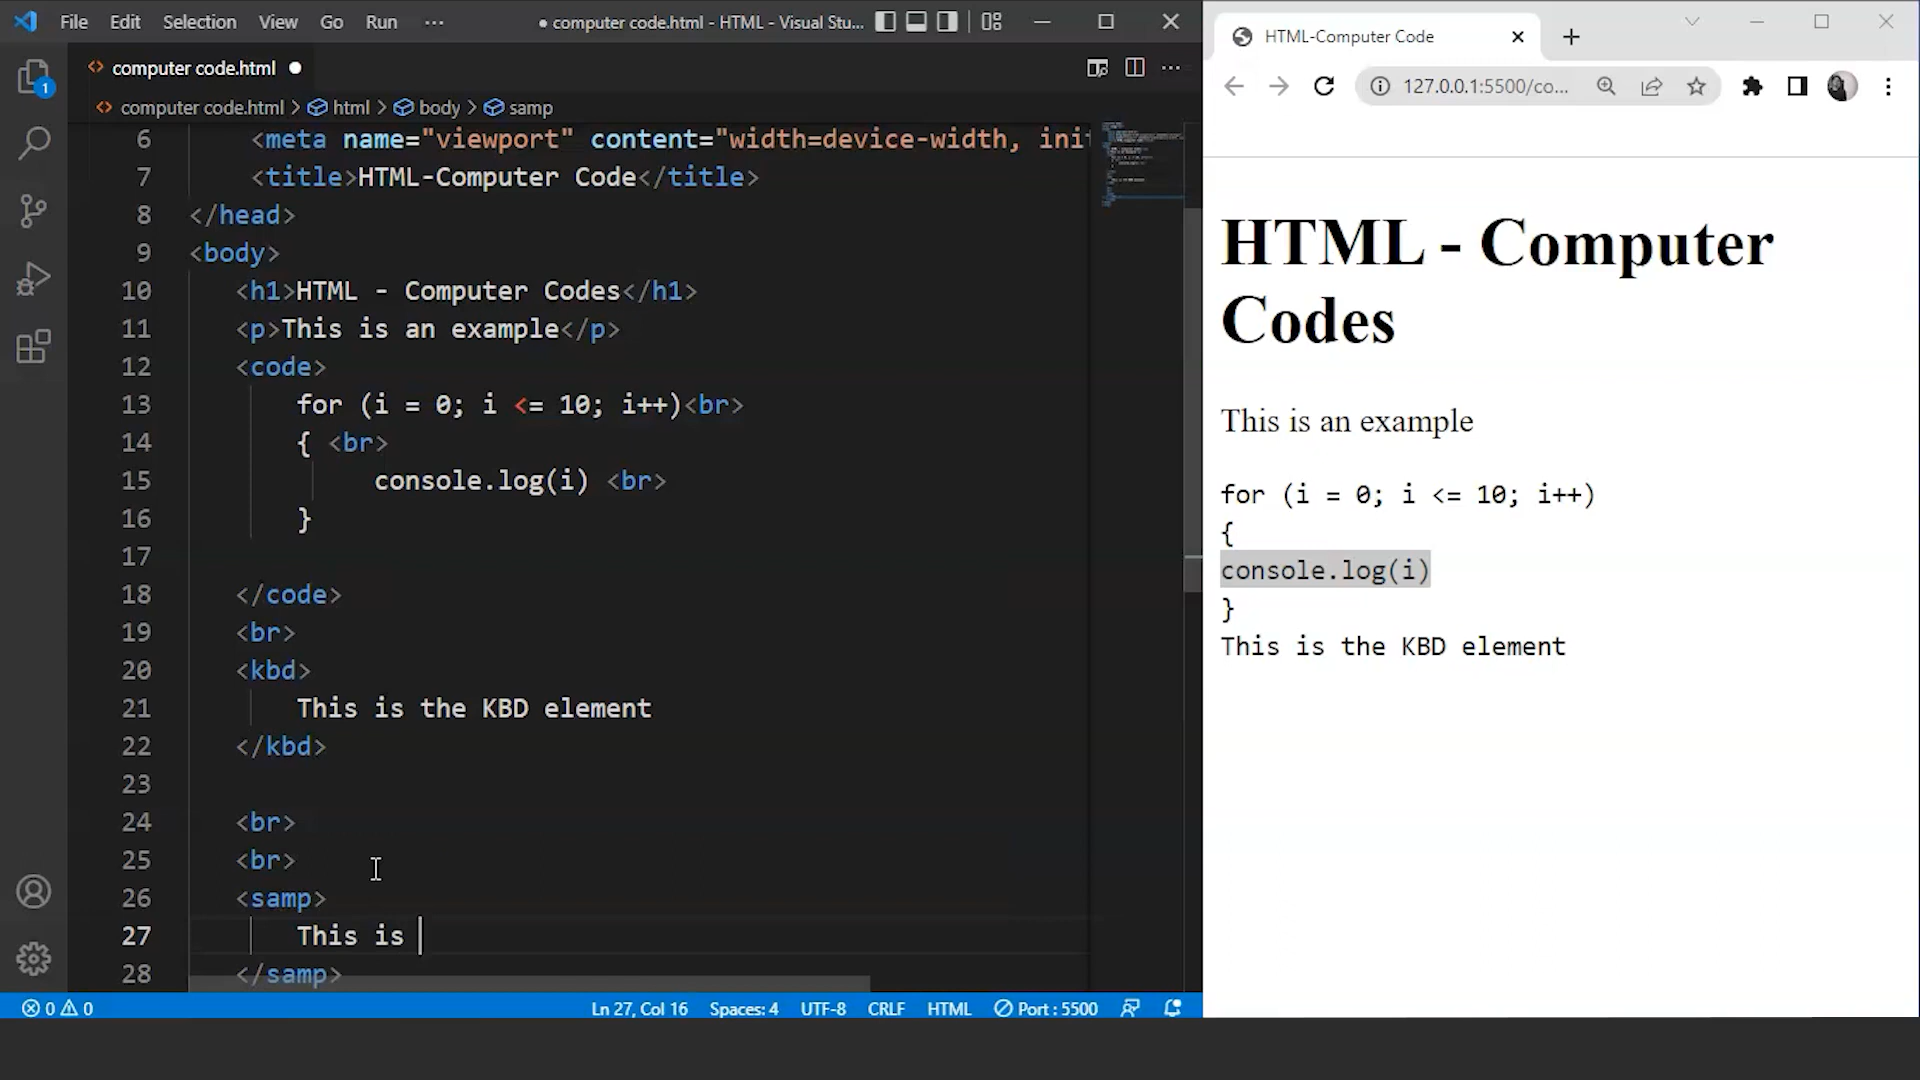 File Edit Selection View Go Run ··· ● computer code.html - HTML - Visual Stu...
computer code.html ●
computer code.html > html > body > samp
6 <meta name="viewport" content="width=device-width, init
7 <title>HTML-Computer Code</title>
8 </head>
9 <body>
10 <h1>HTML - Computer Codes</h1>
11 <p>This is an example</p>
12 <code>
13 for (i = 0; i <= 10; i++)<br>
14 { <br>
15 console.log(i) <br>
16 }
17
18 </code>
19 <br>
20 <kbd>
21 This is the KBD element
22 </kbd>
23
24 <br>
25 <br>
26 <samp>
27 This is
28 </samp>
1
0 0 Ln 27, Col 16 Spaces: 4 UTF-8 CRLF HTML Port : 5500
HTML-Computer Code
127.0.0.1:5500/co...
HTML - Computer
Codes
This is an example
for (i = 0; i <= 10; i++)
{
console.log(i)
}
This is the KBD element